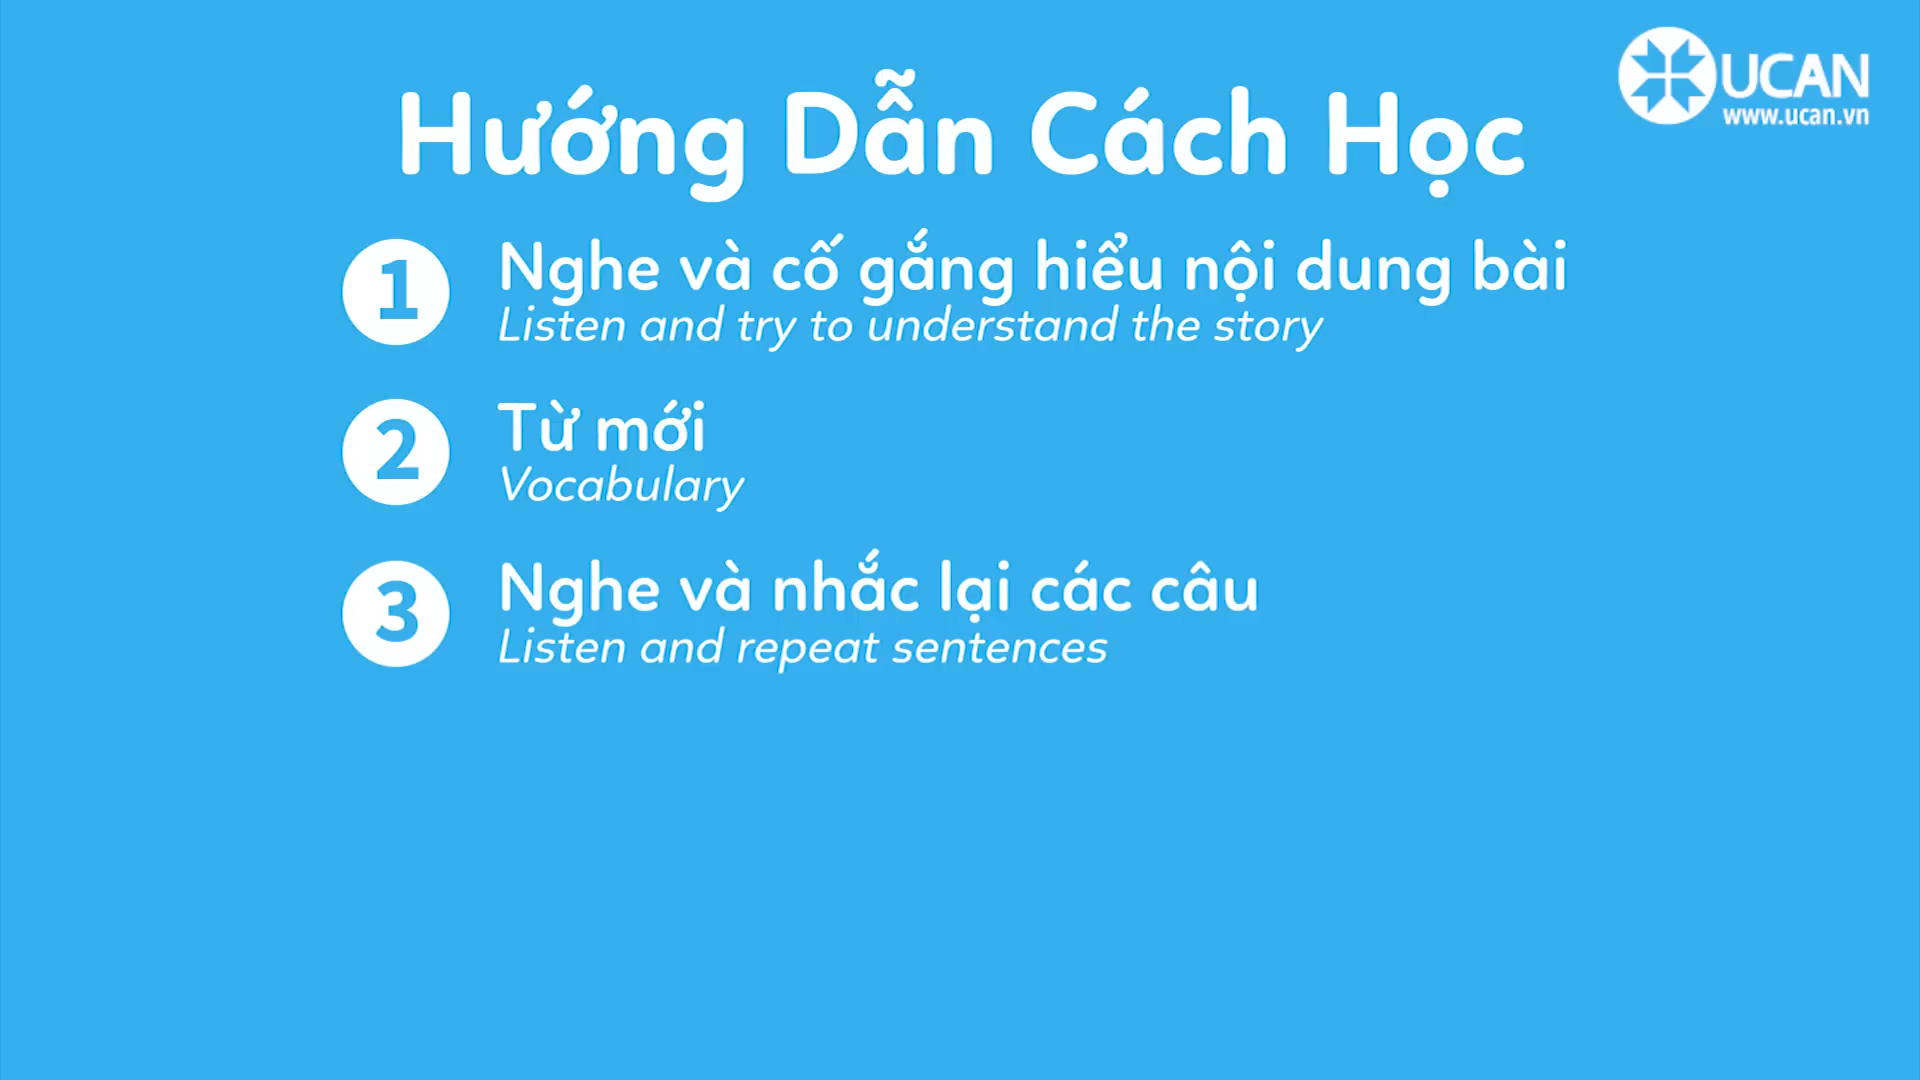 UCAN
www.ucan.vn
Hướng Dẫn Cách Học
1
Nghe và cố gắng hiểu nội dung bài
Listen and try to understand the story
2
Từ mới
Vocabulary
3
Nghe và nhắc lại các câu
Listen and repeat sentences